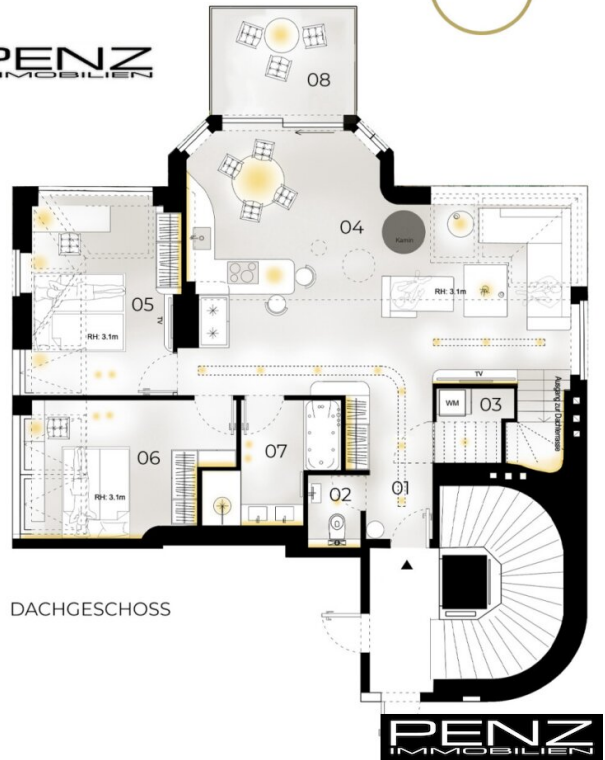 PENZ
IMMOBILIEN
08
04
Kamin
05
RH: 3.1m
TV
RH: 3.1m
TV
WM
03
Ausgang zur Dachterrasse
06
07
RH: 3.1m
02
01
DACHGESCHOSS
PENZ
IMMOBILIEN